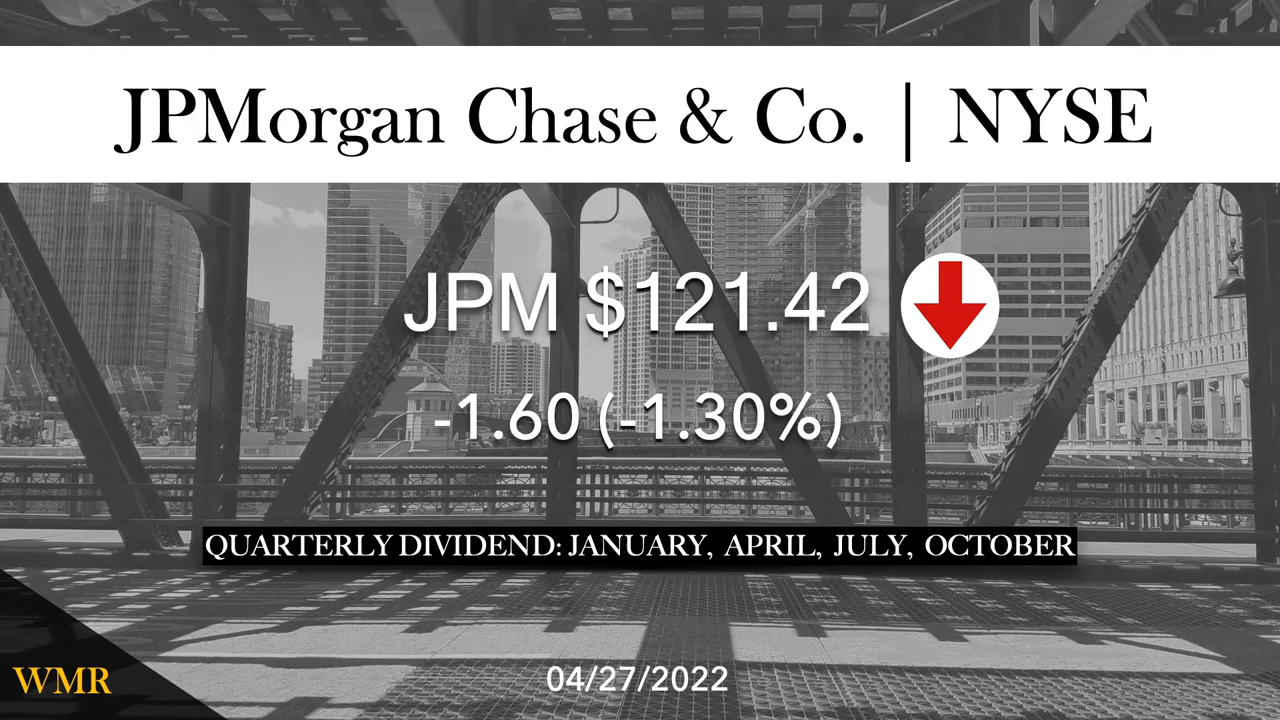 JPMorgan Chase & Co. | NYSE
JPM $121.42
-1.60 (-1.30%)
QUARTERLY DIVIDEND: JANUARY, APRIL, JULY, OCTOBER
WMR
04/27/2022